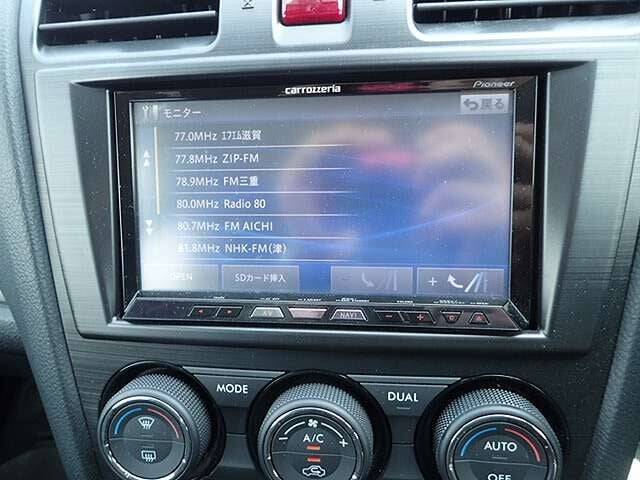 carrozzeria
Pioneer
モニター
戻る
77.0MHz ｴﾌｴﾑ滋賀
77.8MHz ZIP-FM
78.9MHz FM三重
80.0MHz Radio 80
80.7MHz FM AICHI
81.8MHz NHK-FM(津)
OPEN
SDカード挿入
−
+
AV
NAVI
−
+
MODE
DUAL
−
A/C
+
AUTO
OFF